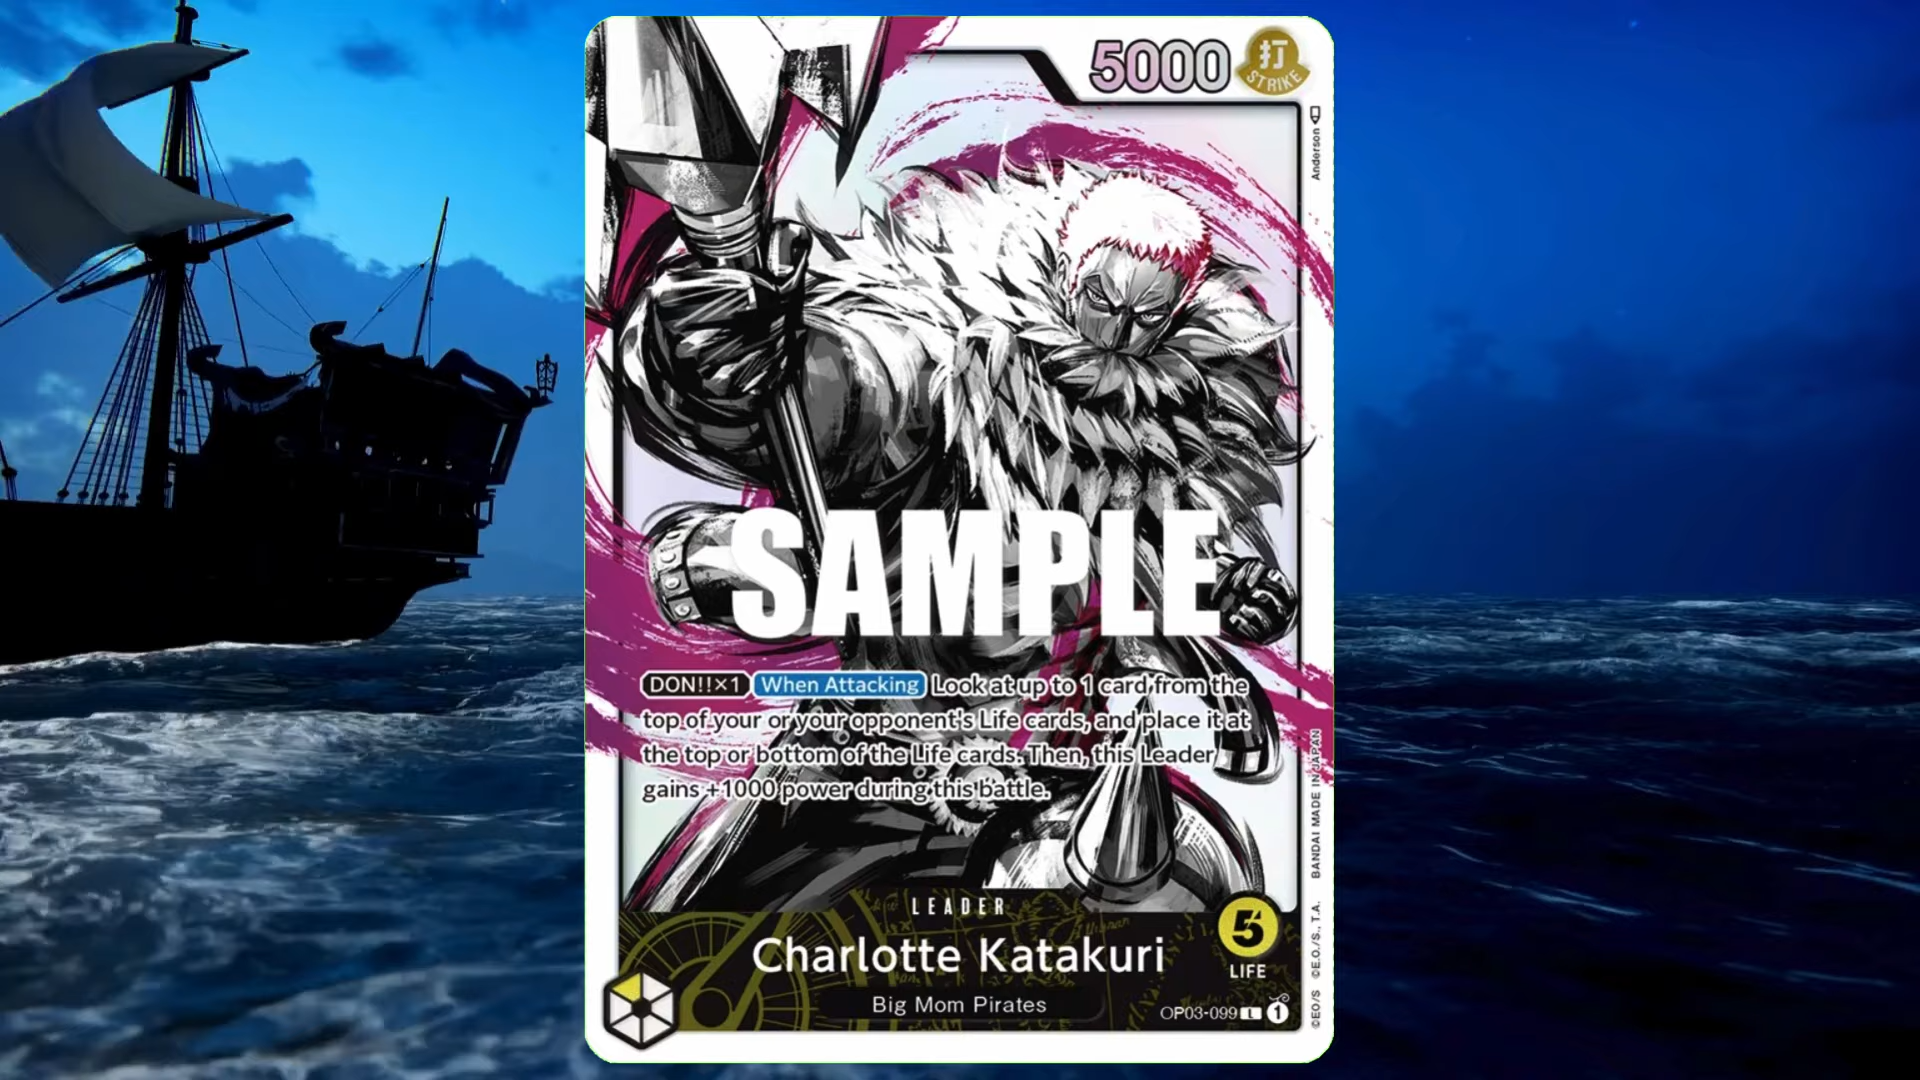 5000
打
STRIKE
Anderson
SAMPLE
DON!!×1 When Attacking Look at up to 1 card from the
top of your or your opponent's Life cards, and place it at
the top or bottom of the Life cards. Then, this Leader
gains +1000 power during this battle.
LEADER
Charlotte Katakuri
5
LIFE
Big Mom Pirates
OP03-099 L 1
©EO/S ©E.O./S., T.A. BANDAI MADE IN JAPAN